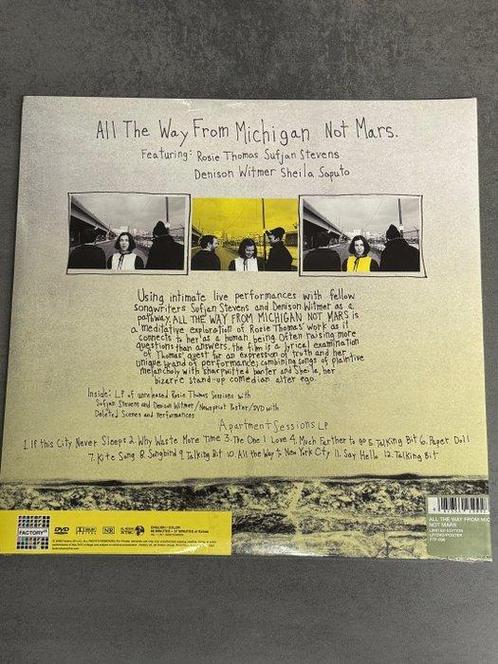 All The Way From Michigan Not Mars.
Featuring: Rosie Thomas Sufjan Stevens
Denison Witmer Sheila Saputo
Using intimate live performances with fellow
songwriters Sufjan Stevens and Denison Witmer as a
pathway, ALL THE WAY FROM MICHIGAN NOT MARS is
a meditative exploration of Rosie Thomas' work as it
connects to her as a human being. Often raising more
questions than answers, the film is a lyrical examination
of Thomas' quest for an expression of truth and her
unique brand of performance; combining songs of plaintive
melancholy with sharpwitted banter and Sheila, her
bizarre stand-up comedian alter ego.
Inside: LP of unreleased Rosie Thomas Sessions with
Sufjan Stevens and Denison Witmer/Newsprint Poster/DVD with
Deleted Scenes and Performances
Apartment Sessions LP
1. If this City Never Sleeps 2. Why Waste More Time 3. The One I Love 4. Much Farther to go 5. Talking Bit 6. Paper Doll
7. Kite Song 8. Songbird 9. Talking Bit 10. All the Way to New York City 11. Say Hello 12. Talking Bit
FACTORY
DVD
ENGLISH / COLOR
ALL THE WAY FROM MIC
NOT MARS
LIMITED EDITION
LP/DVD/POSTER